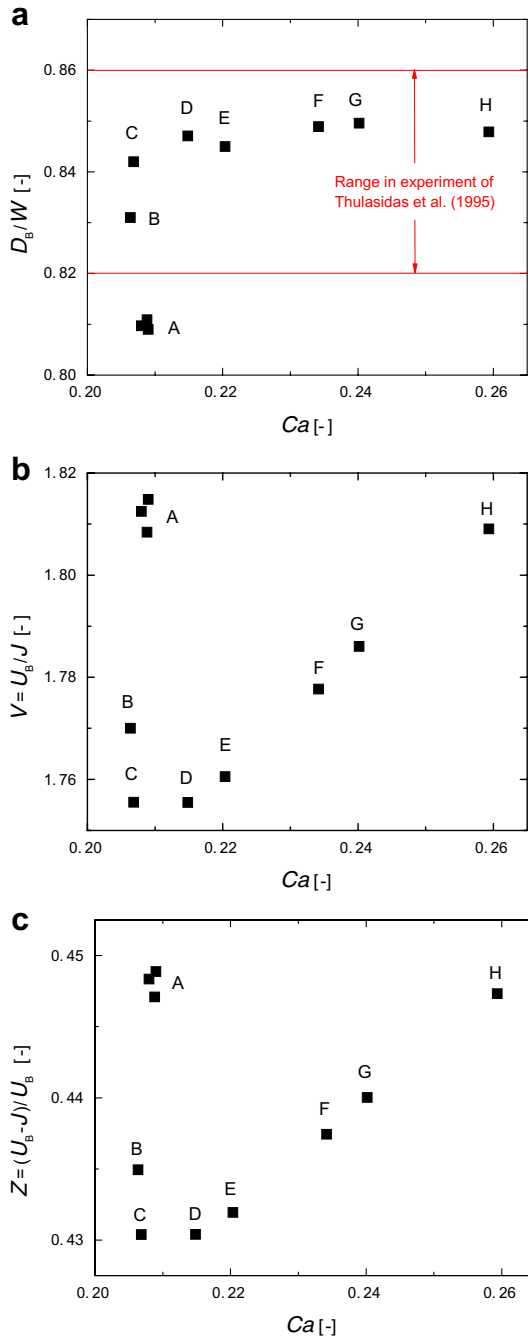 a
0.86
0.84
0.82
0.80
D_B/W [-]
C
D
E
F
G
H
B
A
Range in experiment of
Thulasidas et al. (1995)
0.20
0.22
0.24
0.26
Ca [-]
b
1.82
1.80
1.78
1.76
V = U_B/J [-]
A
H
G
F
B
E
C
D
0.20
0.22
0.24
0.26
Ca [-]
c
0.45
0.44
0.43
Z = (U_B-J)/U_B [-]
A
H
G
F
B
E
C
D
0.20
0.22
0.24
0.26
Ca [-]